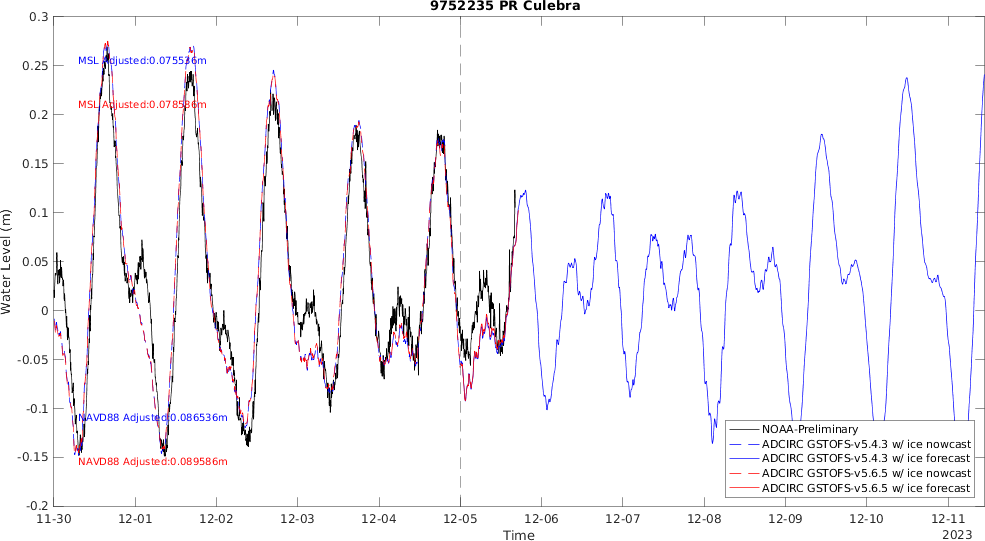 9752235 PR Culebra
Water Level (m)
0.3
0.25
0.2
0.15
0.1
0.05
0
-0.05
-0.1
-0.15
-0.2
MSL Adjusted:0.075536m
MSL Adjusted:0.078586m
NAVD88 Adjusted:0.086536m
NAVD88 Adjusted:0.089586m
NOAA-Preliminary
ADCIRC GSTOFS-v5.4.3 w/ ice nowcast
ADCIRC GSTOFS-v5.4.3 w/ ice forecast
ADCIRC GSTOFS-v5.6.5 w/ ice nowcast
ADCIRC GSTOFS-v5.6.5 w/ ice forecast
11-30 12-01 12-02 12-03 12-04 12-05 12-06 12-07 12-08 12-09 12-10 12-11
Time
2023